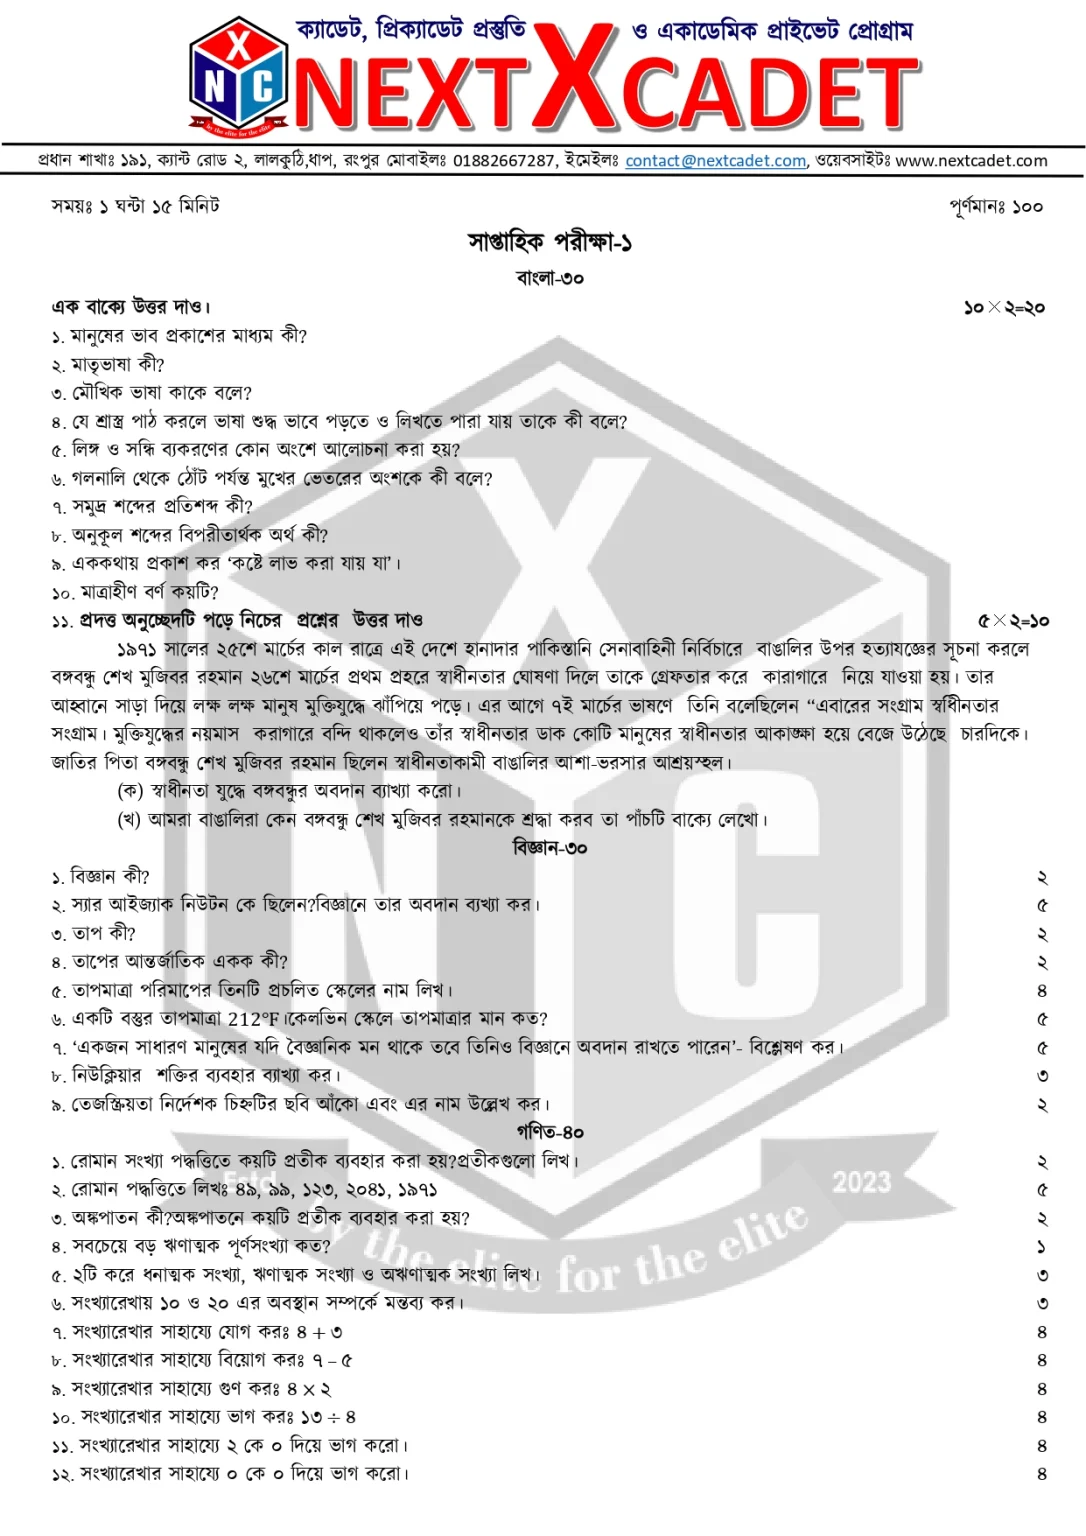 ক্যাডেট, প্রিক্যাডেট প্রস্তুতি ও একাডেমিক প্রাইভেট প্রোগ্রাম
NEXT X CADET
X
N C
by the elite for the elite
প্রধান শাখাঃ ১৯১, ক্যান্ট রোড ২, লালকুঠি,ধাপ, রংপুর মোবাইলঃ 01882667287, ইমেইলঃ contact@nextcadet.com, ওয়েবসাইটঃ www.nextcadet.com
সময়ঃ ১ ঘন্টা ১৫ মিনিট পূর্ণমানঃ ১০০
সাপ্তাহিক পরীক্ষা-১
বাংলা-৩০
এক বাক্যে উত্তর দাও। ১০×২=২০
১. মানুষের ভাব প্রকাশের মাধ্যম কী?
২. মাতৃভাষা কী?
৩. মৌখিক ভাষা কাকে বলে?
৪. যে শ্রাস্ত্র পাঠ করলে ভাষা শুদ্ধ ভাবে পড়তে ও লিখতে পারা যায় তাকে কী বলে?
৫. লিঙ্গ ও সন্ধি ব্যকরণের কোন অংশে আলোচনা করা হয়?
৬. গলনালি থেকে ঠোঁট পর্যন্ত মুখের ভেতরের অংশকে কী বলে?
৭. সমুদ্র শব্দের প্রতিশব্দ কী?
৮. অনুকূল শব্দের বিপরীতার্থক অর্থ কী?
৯. এককথায় প্রকাশ কর ‘কষ্টে লাভ করা যায় যা’।
১০. মাত্রাহীণ বর্ণ কয়টি?
১১. প্রদত্ত অনুচ্ছেদটি পড়ে নিচের প্রশ্নের উত্তর দাও ৫×২=১০
১৯৭১ সালের ২৫শে মার্চের কাল রাত্রে এই দেশে হানাদার পাকিস্তানি সেনাবাহিনী নির্বিচারে বাঙালির উপর হত্যাযজ্ঞের সূচনা করলে
বঙ্গবন্ধু শেখ মুজিবর রহমান ২৬শে মার্চের প্রথম প্রহরে স্বাধীনতার ঘোষণা দিলে তাকে গ্রেফতার করে কারাগারে নিয়ে যাওয়া হয়। তার
আহ্বানে সাড়া দিয়ে লক্ষ লক্ষ মানুষ মুক্তিযুদ্ধে ঝাঁপিয়ে পড়ে। এর আগে ৭ই মার্চের ভাষণে তিনি বলেছিলেন “এবারের সংগ্রাম স্বাধীনতার
সংগ্রাম। মুক্তিযুদ্ধের নয়মাস করাগারে বন্দি থাকলেও তাঁর স্বাধীনতার ডাক কোটি মানুষের স্বাধীনতার আকাঙ্ক্ষা হয়ে বেজে উঠেছে চারদিকে।
জাতির পিতা বঙ্গবন্ধু শেখ মুজিবর রহমান ছিলেন স্বাধীনতাকামী বাঙালির আশা-ভরসার আশ্রয়স্হল।
(ক) স্বাধীনতা যুদ্ধে বঙ্গবন্ধুর অবদান ব্যাখ্যা করো।
(খ) আমরা বাঙালিরা কেন বঙ্গবন্ধু শেখ মুজিবর রহমানকে শ্রদ্ধা করব তা পাঁচটি বাক্যে লেখো।
বিজ্ঞান-৩০
১. বিজ্ঞান কী? ২
২. স্যার আইজ্যাক নিউটন কে ছিলেন?বিজ্ঞানে তার অবদান ব্যখ্যা কর। ৫
৩. তাপ কী? ২
৪. তাপের আন্তর্জাতিক একক কী? ২
৫. তাপমাত্রা পরিমাপের তিনটি প্রচলিত স্কেলের নাম লিখ। ৪
৬. একটি বস্তুর তাপমাত্রা 212°F।কেলভিন স্কেলে তাপমাত্রার মান কত? ৫
৭. ‘একজন সাধারণ মানুষের যদি বৈজ্ঞানিক মন থাকে তবে তিনিও বিজ্ঞানে অবদান রাখতে পারেন’- বিশ্লেষণ কর। ৫
৮. নিউক্লিয়ার শক্তির ব্যবহার ব্যাখ্যা কর। ৩
৯. তেজস্ক্রিয়তা নির্দেশক চিহ্নটির ছবি আঁকো এবং এর নাম উল্লেখ কর। ২
গণিত-৪০
১. রোমান সংখ্যা পদ্ধত্তিতে কয়টি প্রতীক ব্যবহার করা হয়?প্রতীকগুলো লিখ। ২
২. রোমান পদ্ধত্তিতে লিখঃ ৪৯, ৯৯, ১২৩, ২০৪১, ১৯৭১ ৫
৩. অঙ্কপাতন কী?অঙ্কপাতনে কয়টি প্রতীক ব্যবহার করা হয়? ২
৪. সবচেয়ে বড় ঋণাত্মক পূর্ণসংখ্যা কত? ১
৫. ২টি করে ধনাত্মক সংখ্যা, ঋণাত্মক সংখ্যা ও অঋণাত্মক সংখ্যা লিখ। ৩
৬. সংখ্যারেখায় ১০ ও ২০ এর অবস্থান সম্পর্কে মন্তব্য কর। ৩
৭. সংখ্যারেখার সাহায্যে যোগ করঃ ৪ + ৩ ৪
৮. সংখ্যারেখার সাহায্যে বিয়োগ করঃ ৭ – ৫ ৪
৯. সংখ্যারেখার সাহায্যে গুণ করঃ ৪ × ২ ৪
১০. সংখ্যারেখার সাহায্যে ভাগ করঃ ১৩ ÷ ৪ ৪
১১. সংখ্যারেখার সাহায্যে ২ কে ০ দিয়ে ভাগ করো। ৪
১২. সংখ্যারেখার সাহায্যে ০ কে ০ দিয়ে ভাগ করো। ৪
X
N C
Estd 2023
by the elite for the elite